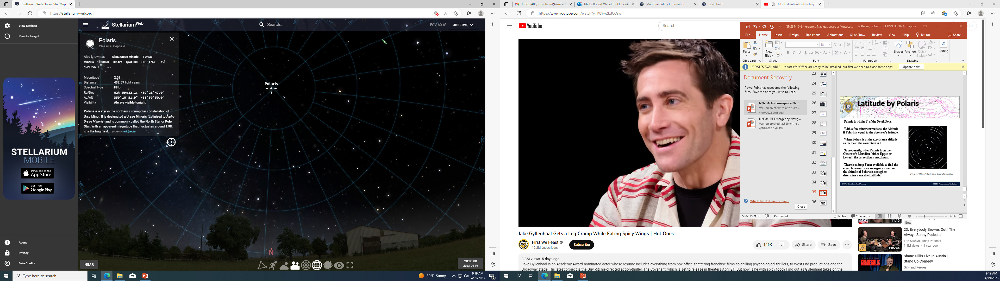 Stellarium Web Online Star Map
https://stellarium-web.org
View Settings
Planets Tonight
StellariumWeb
Search...
FOV 60.6°
OBSERVE
Polaris
Classical Cepheid
Also known as Alpha Ursae Minoris 1 Ursae
Minoris HD 8890 HR 424 SAO 308 HIP 11767 TYC
4628-237-1
Magnitude 2.09
Distance 432.57 light years
Spectral Type F8Ib
Ra/Dec 02h 59m12.1s +89°21'47.0"
Az/Alt 359°10'51.9" +38°59'50.0"
Visibility Always visible tonight
Polaris is a star in the northern circumpolar constellation of
Ursa Minor. It is designated α Ursae Minoris (Latinized to Alpha
Ursae Minoris) and is commonly called the North Star or Pole
Star. With an apparent magnitude that fluctuates around 1.98,
it is the brightest... more on wikipedia
Polaris
14h
15h
16h
N
STELLARIUM
MOBILE
Download on the
App Store
GET IT ON
Google Play
About
Privacy
Data Credits
NEAR
20:05:00
2023-04-19
Type here to search
50°F Sunny
9:19 AM
4/19/2023
Inbox (406) - rwilhelm@usna.edu
Mail - Robert Wilhelm - Outlook
Maritime Safety Information
download
Jake Gyllenhaal Gets a Leg
https://www.youtube.com/watch?v=K8YwZkdCcGw
YouTube
Search
in
NN284-16-Emergency Navigation.pptx [Autosa...
Wilhelm, Robert G LT USN USNA Annapolis
File Home Insert Design Transitions Animations Slide Show Review View Help Tell me Share
Paste
New
Slide
18
Shapes Arrange Quick
Styles
Editing
Clipboard Slides Font Paragraph Drawing
UPDATES AVAILABLE Updates for Office are ready to be installed, but first we need to close some apps.
Update now
Document Recovery
PowerPoint has recovered the following
files. Save the ones you wish to keep.
NN284-16-Emergency Na...
Version created from the last...
4/19/2023 9:08 AM
NN284-16-Emergency Navig...
Version created last time the...
4/18/2023 5:44 PM
Which file do I want to save?
Close
23
24
25
26
27
28
29
30
31
32
33
34
35
36
Latitude by Polaris
-Polaris is within 1° of the North Pole.
-With a few minor corrections, the Altitude
if Polaris is equal to the observer's latitude.
-When Polaris is at the exact same altitude
as the Pole, the correction is 0.
-Subsequently, when Polaris is on the
Observer's Meridian (either Upper or
Lower), the correction is maximum.
-There is a Strip Form available to find the
error, however in an emergency situation
the altitude of Polaris is enough to
determine a useable Latitude.
Figure 1912a. Polaris time lapse illustration.
NN284 – Fundamentals of Navigation
Slide 35 of 36
Recovered
Notes
Comments
48%
Jake Gyllenhaal Gets a Leg Cramp While Eating Spicy Wings | Hot Ones
First We Feast
12.2M subscribers
Subscribe
146K
Share
Save
3.3M views 5 days ago
Jake Gyllenhaal is an Academy Award-nominated actor whose resume includes everything from box-office shattering franchise films, to chilling psychological thrillers, to West End productions and the
Broadway stage. His latest project is the Guy Ritchie-directed action-thriller, The Covenant, which is set to release in theaters April 21. But how is he with spicy food? Find out as Gyllenhaal takes on the
11:10
New
23. Everybody Browns Out | The
Always Sunny Podcast
The Always Sunny Podcast
1.1M views • 1 year ago
1:05:44
Shane Gillis Live In Austin |
Stand Up Comedy
Gilly and Keeves
FULL SPECIAL
SHANE
GILLIS
9:19 AM
4/19/2023